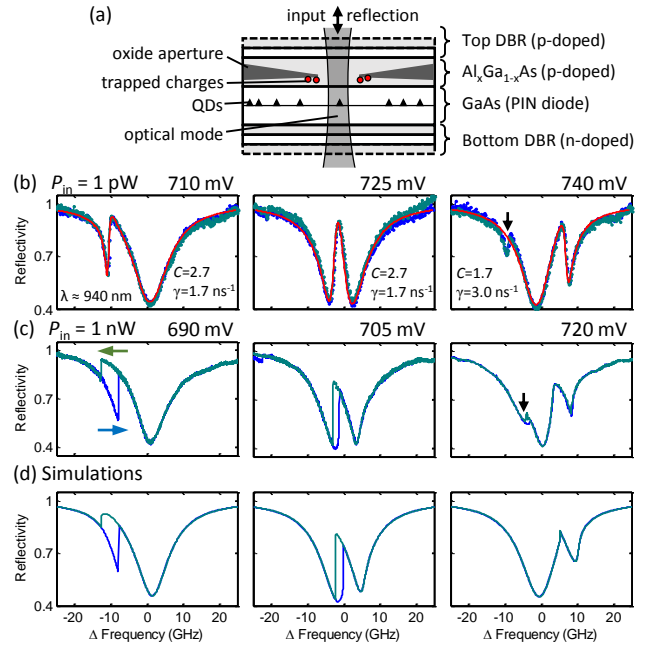 (a)
input reflection
oxide aperture
trapped charges
QDs
optical mode
Top DBR (p-doped)
AlxGa1-xAs (p-doped)
GaAs (PIN diode)
Bottom DBR (n-doped)
(b) Pin = 1 pW 710 mV 725 mV 740 mV
Reflectivity
1
0.7
0.4
λ ≈ 940 nm
C=2.7
γ=1.7 ns-1
C=2.7
γ=1.7 ns-1
C=1.7
γ=3.0 ns-1
(c) Pin = 1 nW 690 mV 705 mV 720 mV
Reflectivity
1
0.7
0.4
(d) Simulations
Reflectivity
1
0.7
0.4
-20 -10 0 10 20 -20 -10 0 10 20 -20 -10 0 10 20
Δ Frequency (GHz) Δ Frequency (GHz) Δ Frequency (GHz)